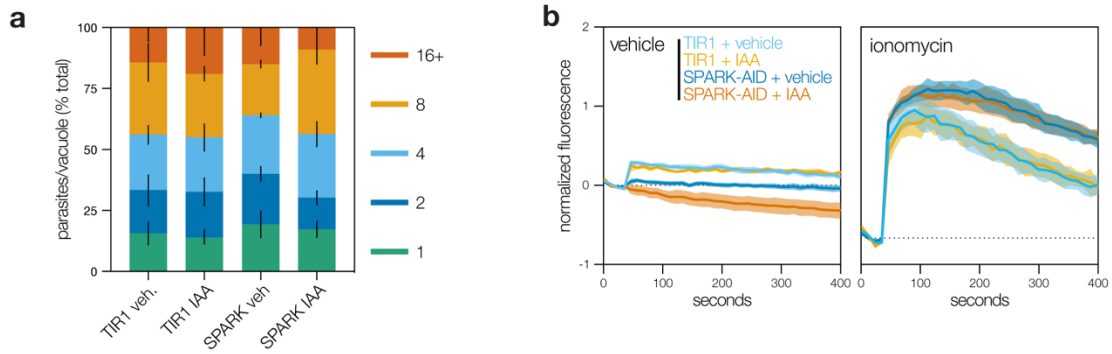 a
parasites/vacuole (% total)
100
75
50
25
0
TIR1 veh.
TIR1 IAA
SPARK veh
SPARK IAA
16+
8
4
2
1
b
normalized fluorescence
2
1
0
-1
vehicle
TIR1 + vehicle
TIR1 + IAA
SPARK-AID + vehicle
SPARK-AID + IAA
0 100 200 300 400
seconds
ionomycin
0 100 200 300 400
seconds